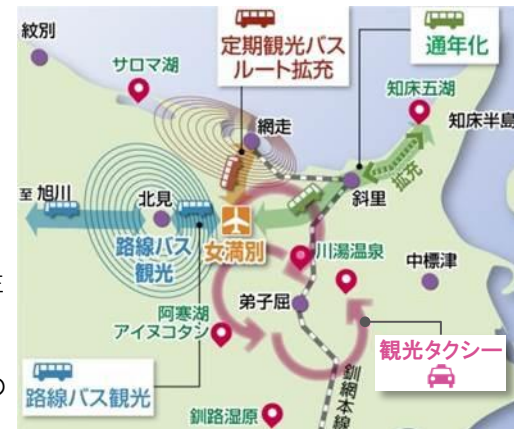 紋別
定期観光バス
ルート拡充
通年化
サロマ湖
知床五湖
網走
知床半島
拡充
至 旭川
北見
斜里
路線バス
観光
女満別
川湯温泉
中標津
弟子屈
阿寒湖
アイヌコタン
観光タクシー
路線バス観光
釧網本線
釧路湿原
の